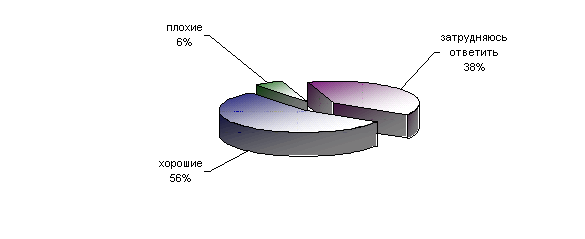 плохие
6%
затрудняюсь
ответить
38%
хорошие
56%